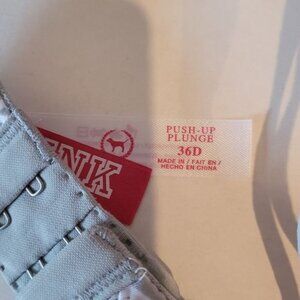 PUSH-UP
PLUNGE
36D
MADE IN / FAIT EN /
HECHO EN CHINA